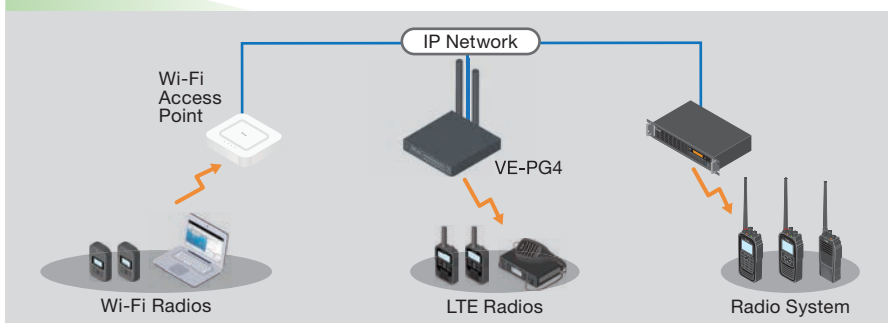 IP Network
Wi-Fi
Access
Point
VE-PG4
Wi-Fi Radios
LTE Radios
Radio System